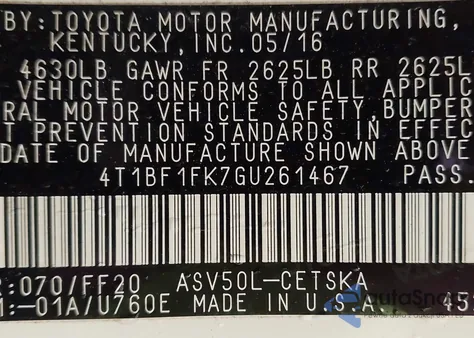 BY: TOYOTA MOTOR MANUFACTURING,
KENTUCKY, INC. 05/16
4630LB GAWR FR 2625LB RR 2625L
VEHICLE CONFORMS TO ALL APPLIC
RAL MOTOR VEHICLE SAFETY, BUMPER
T PREVENTION STANDARDS IN EFFEC
DATE OF MANUFACTURE SHOWN ABOVE
4T1BF1FK7GU261467 PASS.
R:070/FF20 ASV50L-CETSKA
M:-01A/U760E MADE IN U.S.A. 45